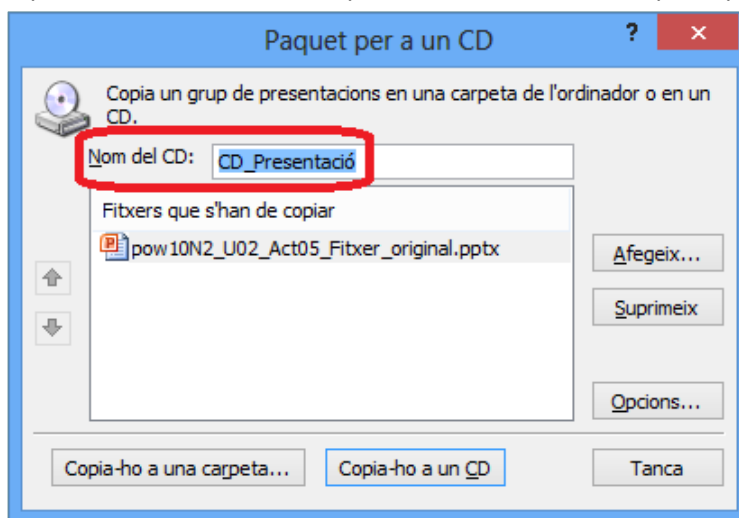 Paquet per a un CD
?
×
Copia un grup de presentacions en una carpeta de l'ordinador o en un
CD.
Nom del CD: CD_Presentació
Fitxers que s'han de copiar
pow10N2_U02_Act05_Fitxer_original.pptx
Afegeix...
Suprimeix
Opcions...
Copia-ho a una carpeta... Copia-ho a un CD Tanca